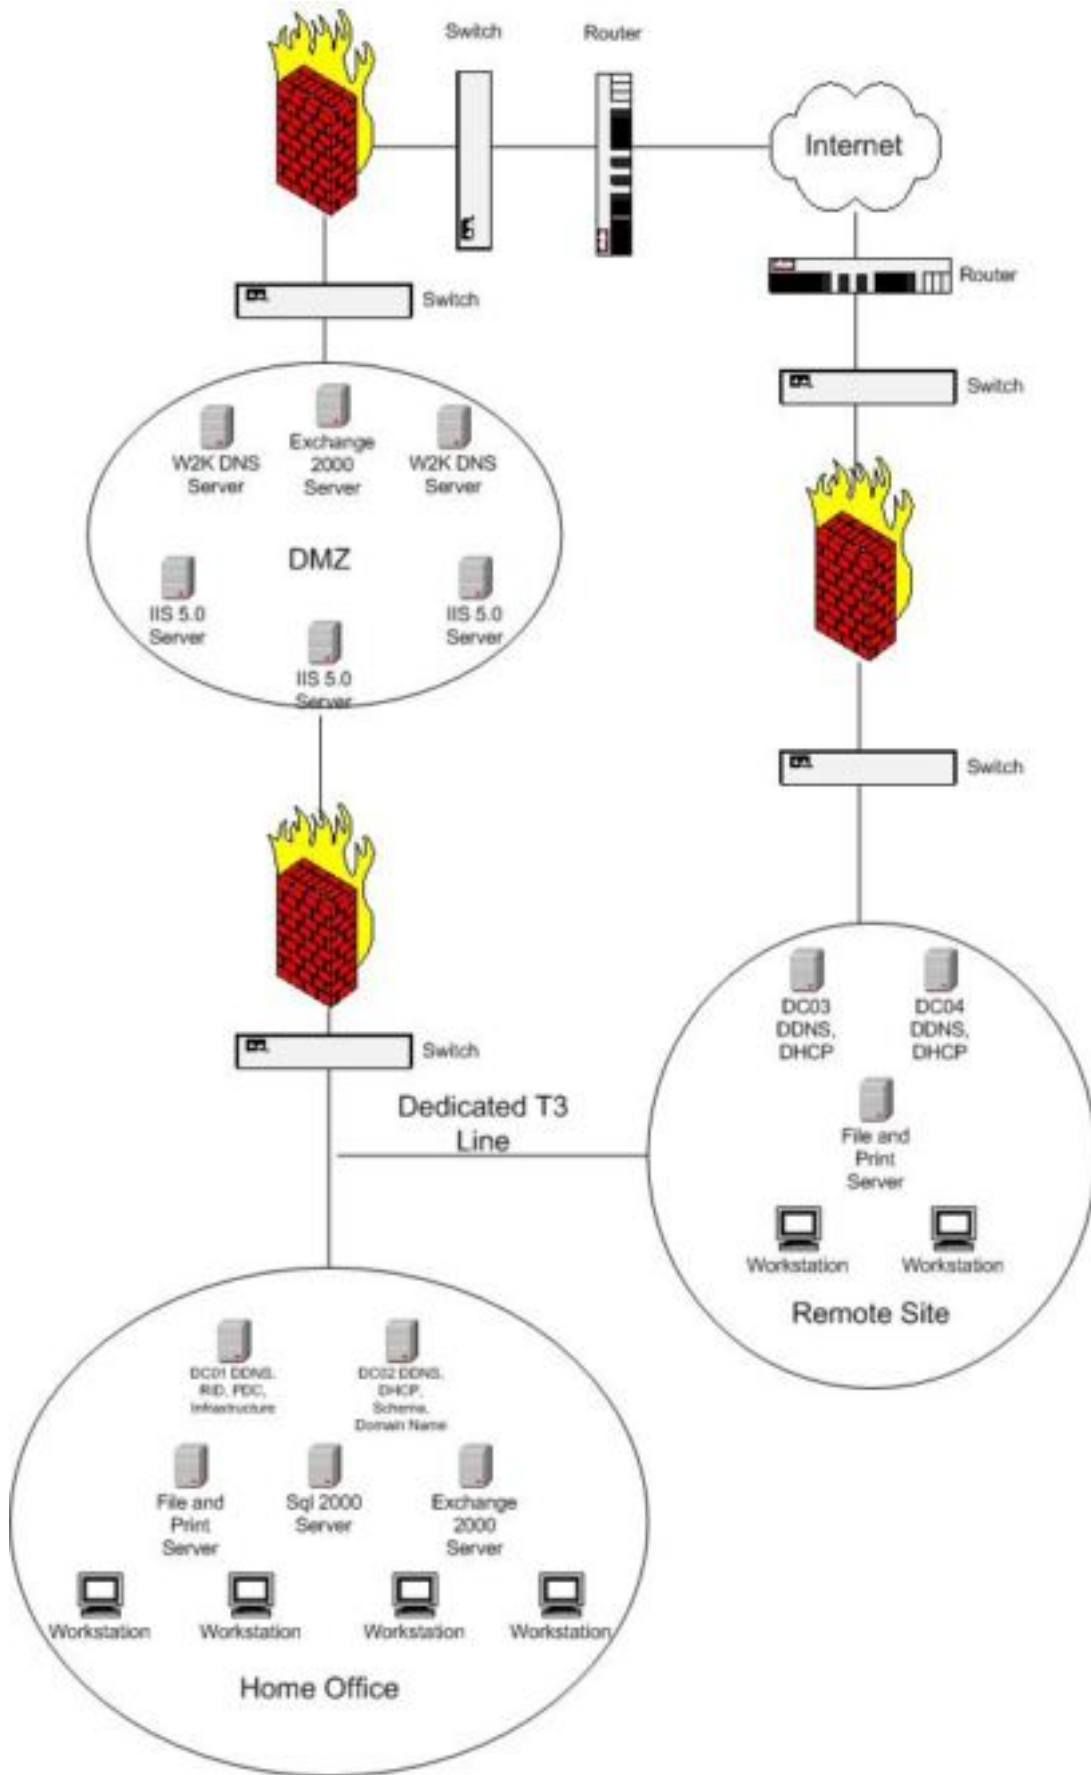 Switch
Router
Internet
Router
Switch
Switch
W2K DNS
Server
Exchange
2000
Server
W2K DNS
Server
DMZ
IIS 5.0
Server
IIS 5.0
Server
IIS 5.0
Server
Switch
Switch
DC03
DDNS,
DHCP
DC04
DDNS,
DHCP
File and
Print
Server
Workstation
Workstation
Remote Site
Dedicated T3
Line
DC01 DDNS,
RID, PDC,
Infrastructure
DC02 DDNS,
DHCP,
Schema,
Domain Name
File and
Print
Server
Sql 2000
Server
Exchange
2000
Server
Workstation
Workstation
Workstation
Workstation
Home Office